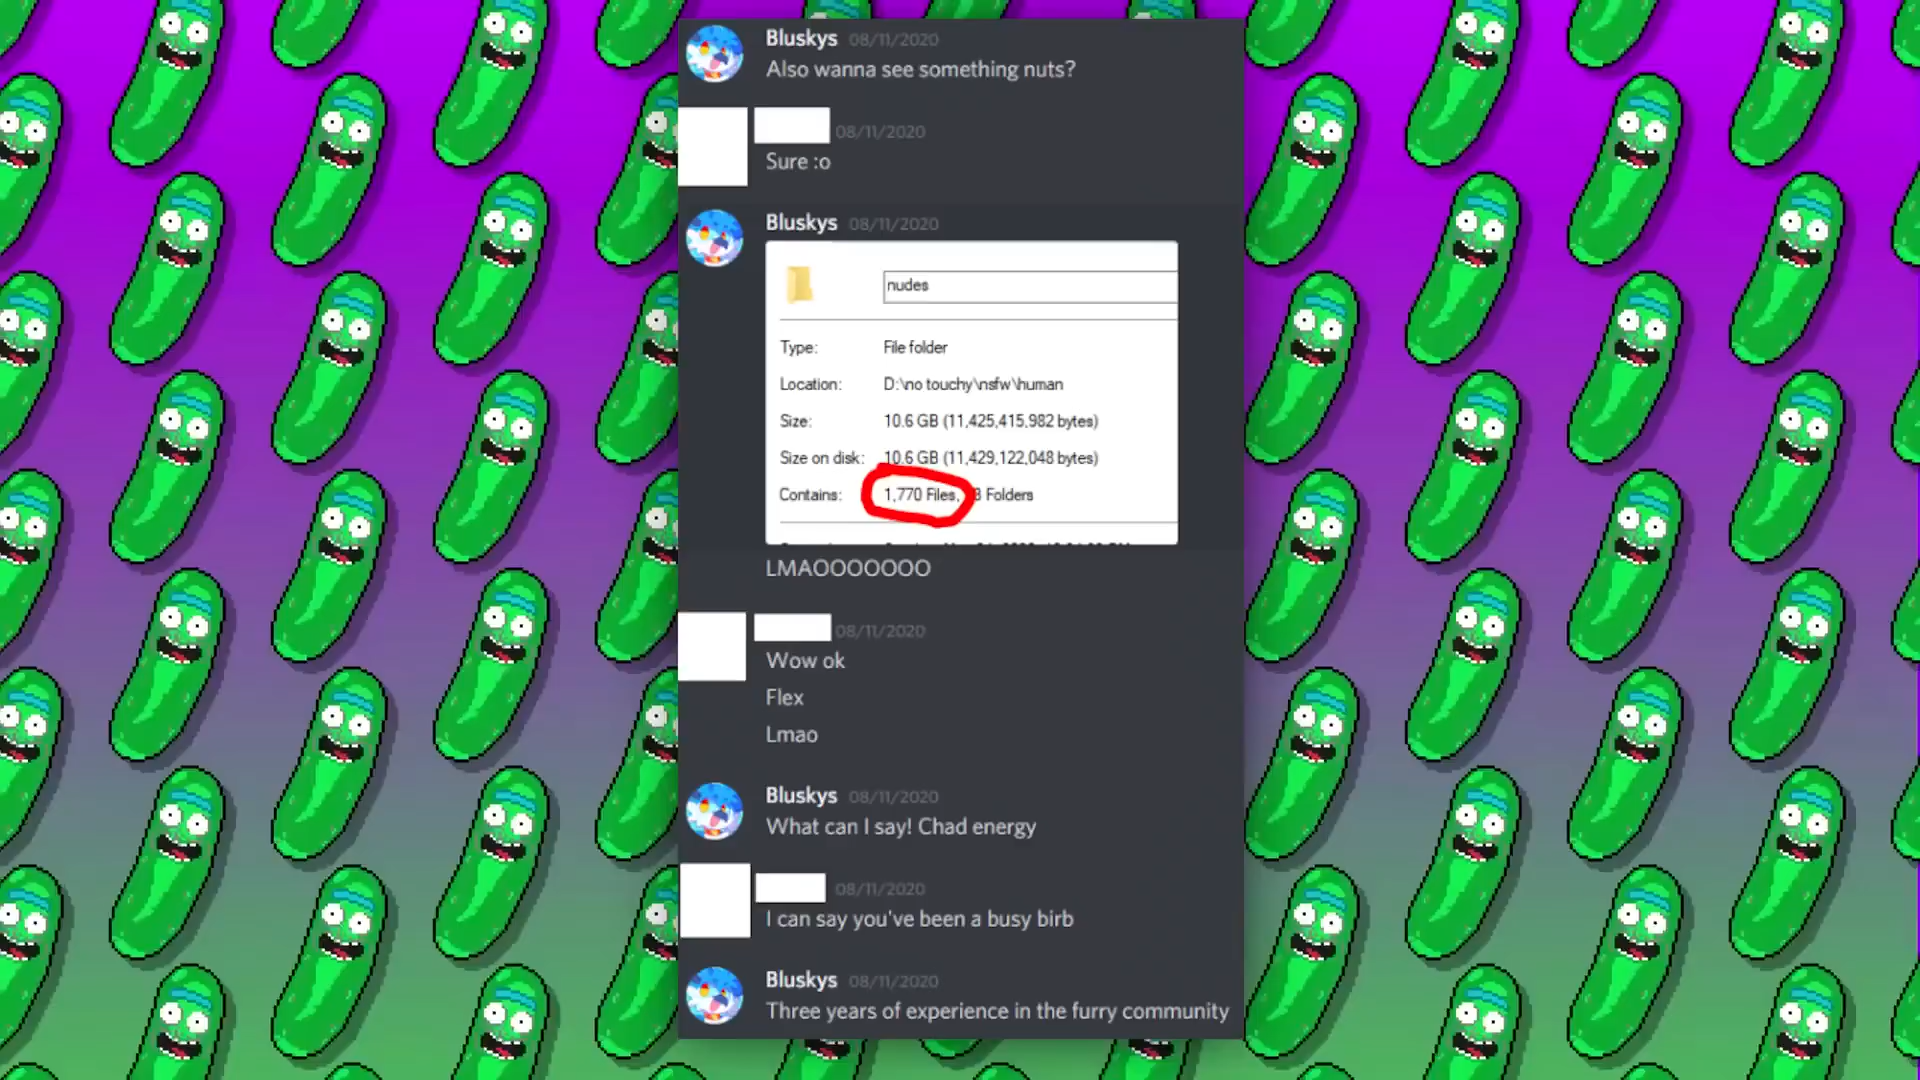 Bluskys 08/11/2020
Also wanna see something nuts?
08/11/2020
Sure :o
Bluskys 08/11/2020
nudes
Type: File folder
Location: D:\no touchy\nsfw\human
Size: 10.6 GB (11,425,415,982 bytes)
Size on disk: 10.6 GB (11,429,122,048 bytes)
Contains: 1,770 Files, Folders
LMAOOOOOOO
08/11/2020
Wow ok
Flex
Lmao
Bluskys 08/11/2020
What can I say! Chad energy
08/11/2020
I can say you've been a busy birb
Bluskys 08/11/2020
Three years of experience in the furry community